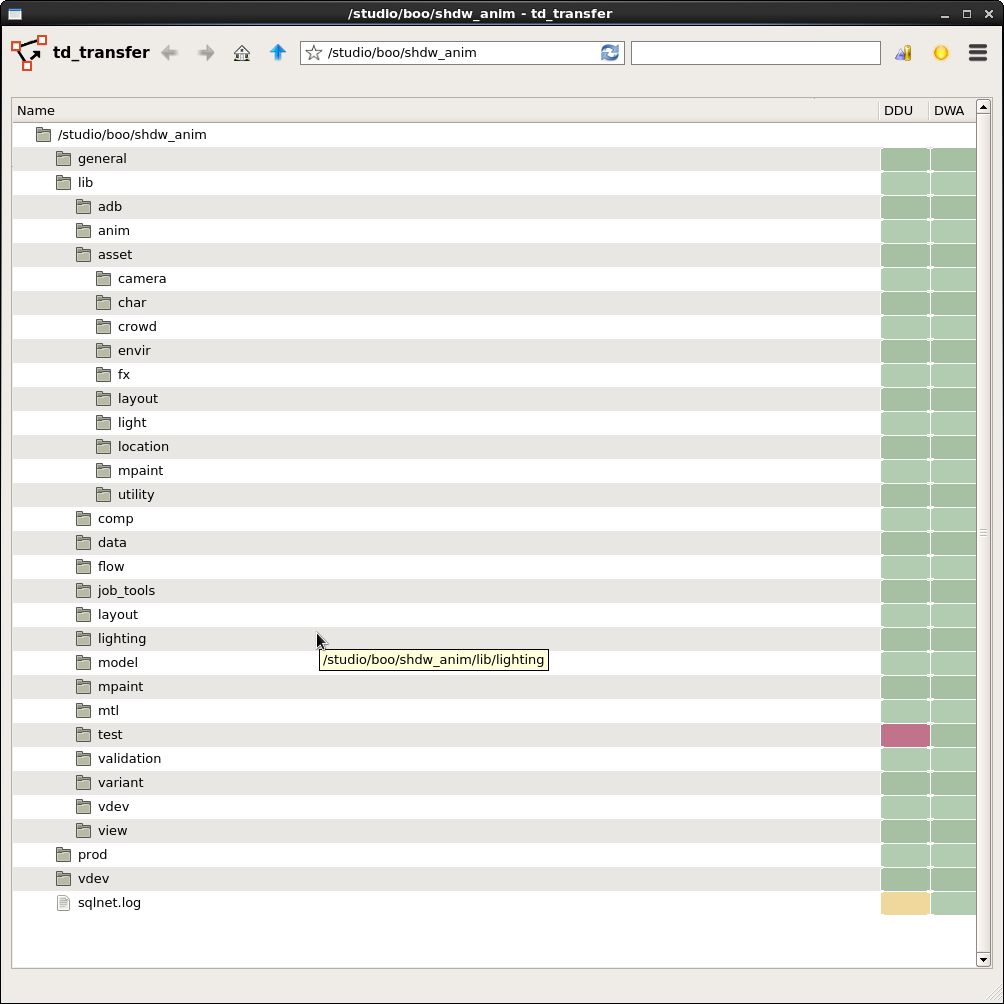 /studio/boo/shdw_anim - td_transfer
td_transfer /studio/boo/shdw_anim
Name DDU DWA
/studio/boo/shdw_anim
general
lib
adb
anim
asset
camera
char
crowd
envir
fx
layout
light
location
mpaint
utility
comp
data
flow
job_tools
layout
lighting
/studio/boo/shdw_anim/lib/lighting
model
mpaint
mtl
test
validation
variant
vdev
view
prod
vdev
sqlnet.log